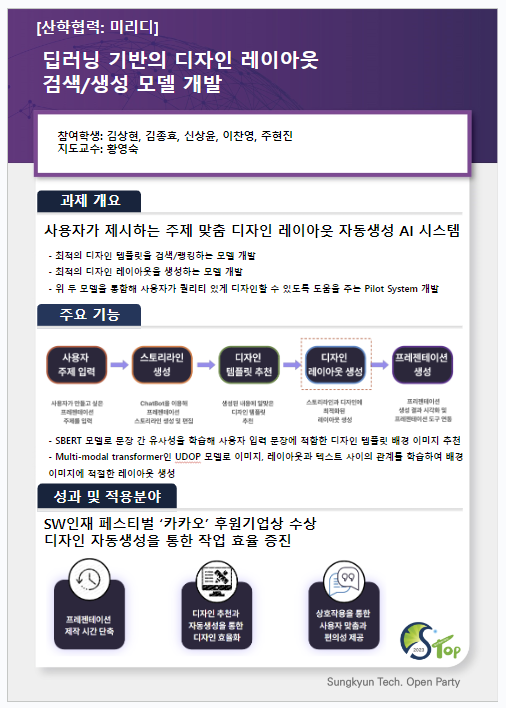 [산학협력: 미리디]
딥러닝 기반의 디자인 레이아웃
검색/생성 모델 개발
참여학생: 김상현, 김종효, 신상윤, 이찬영, 주현진
지도교수: 황영숙
과제 개요
사용자가 제시하는 주제 맞춤 디자인 레이아웃 자동생성 AI 시스템
- 최적의 디자인 템플릿을 검색/랭킹하는 모델 개발
- 최적의 디자인 레이아웃을 생성하는 모델 개발
- 위 두 모델을 통합해 사용자가 퀄리티 있게 디자인할 수 있도록 도움을 주는 Pilot System 개발
주요 기능
사용자
주제 입력
스토리라인
생성
디자인
템플릿 추천
디자인
레이아웃 생성
프레젠테이션
생성
사용자가 만들고 싶은
프레젠테이션
주제를 입력
ChatBot을 이용해
프레젠테이션
스토리라인 생성 및 편집
생성된 내용에 알맞은
디자인 템플릿
추천
스토리라인과 디자인에
최적화된
레이아웃 생성
프리젠테이션
생성 결과 시각화 및
프레젠테이션 도구 연동
- SBERT 모델로 문장 간 유사성을 학습해 사용자 입력 문장에 적합한 디자인 템플릿 배경 이미지 추천
- Multi-modal transformer인 UDOP 모델로 이미지, 레이아웃과 텍스트 사이의 관계를 학습하여 배경
이미지에 적절한 레이아웃 생성
성과 및 적용분야
SW인재 페스티벌 ‘카카오’ 후원기업상 수상
디자인 자동생성을 통한 작업 효율 증진
프레젠테이션
제작 시간 단축
디자인 추천과
자동생성을 통한
디자인 효율화
상호작용을 통한
사용자 맞춤과
편의성 제공
S Top
2023
Sungkyun Tech. Open Party